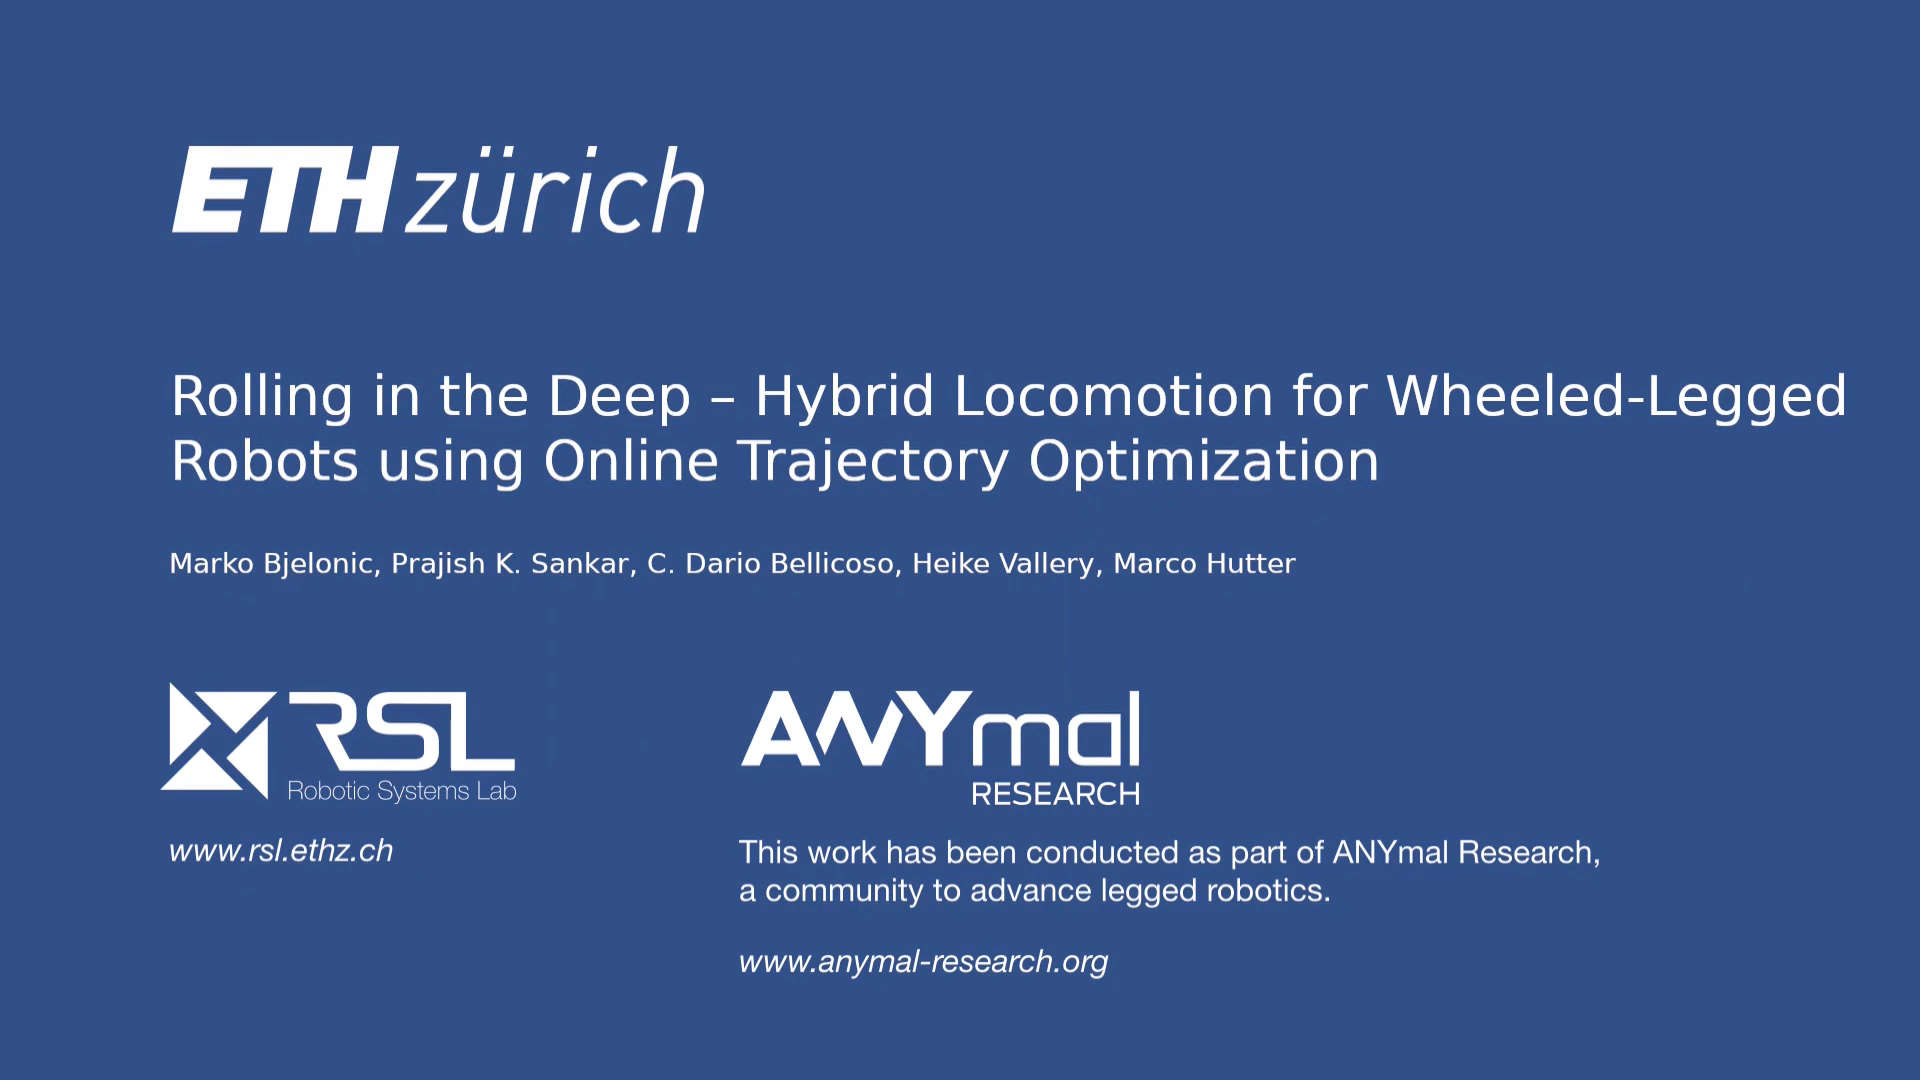 ETH zürich
Rolling in the Deep – Hybrid Locomotion for Wheeled-Legged
Robots using Online Trajectory Optimization
Marko Bjelonic, Prajish K. Sankar, C. Dario Bellicoso, Heike Vallery, Marco Hutter
RSL
Robotic Systems Lab
www.rsl.ethz.ch
ANYmal
RESEARCH
This work has been conducted as part of ANYmal Research,
a community to advance legged robotics.
www.anymal-research.org